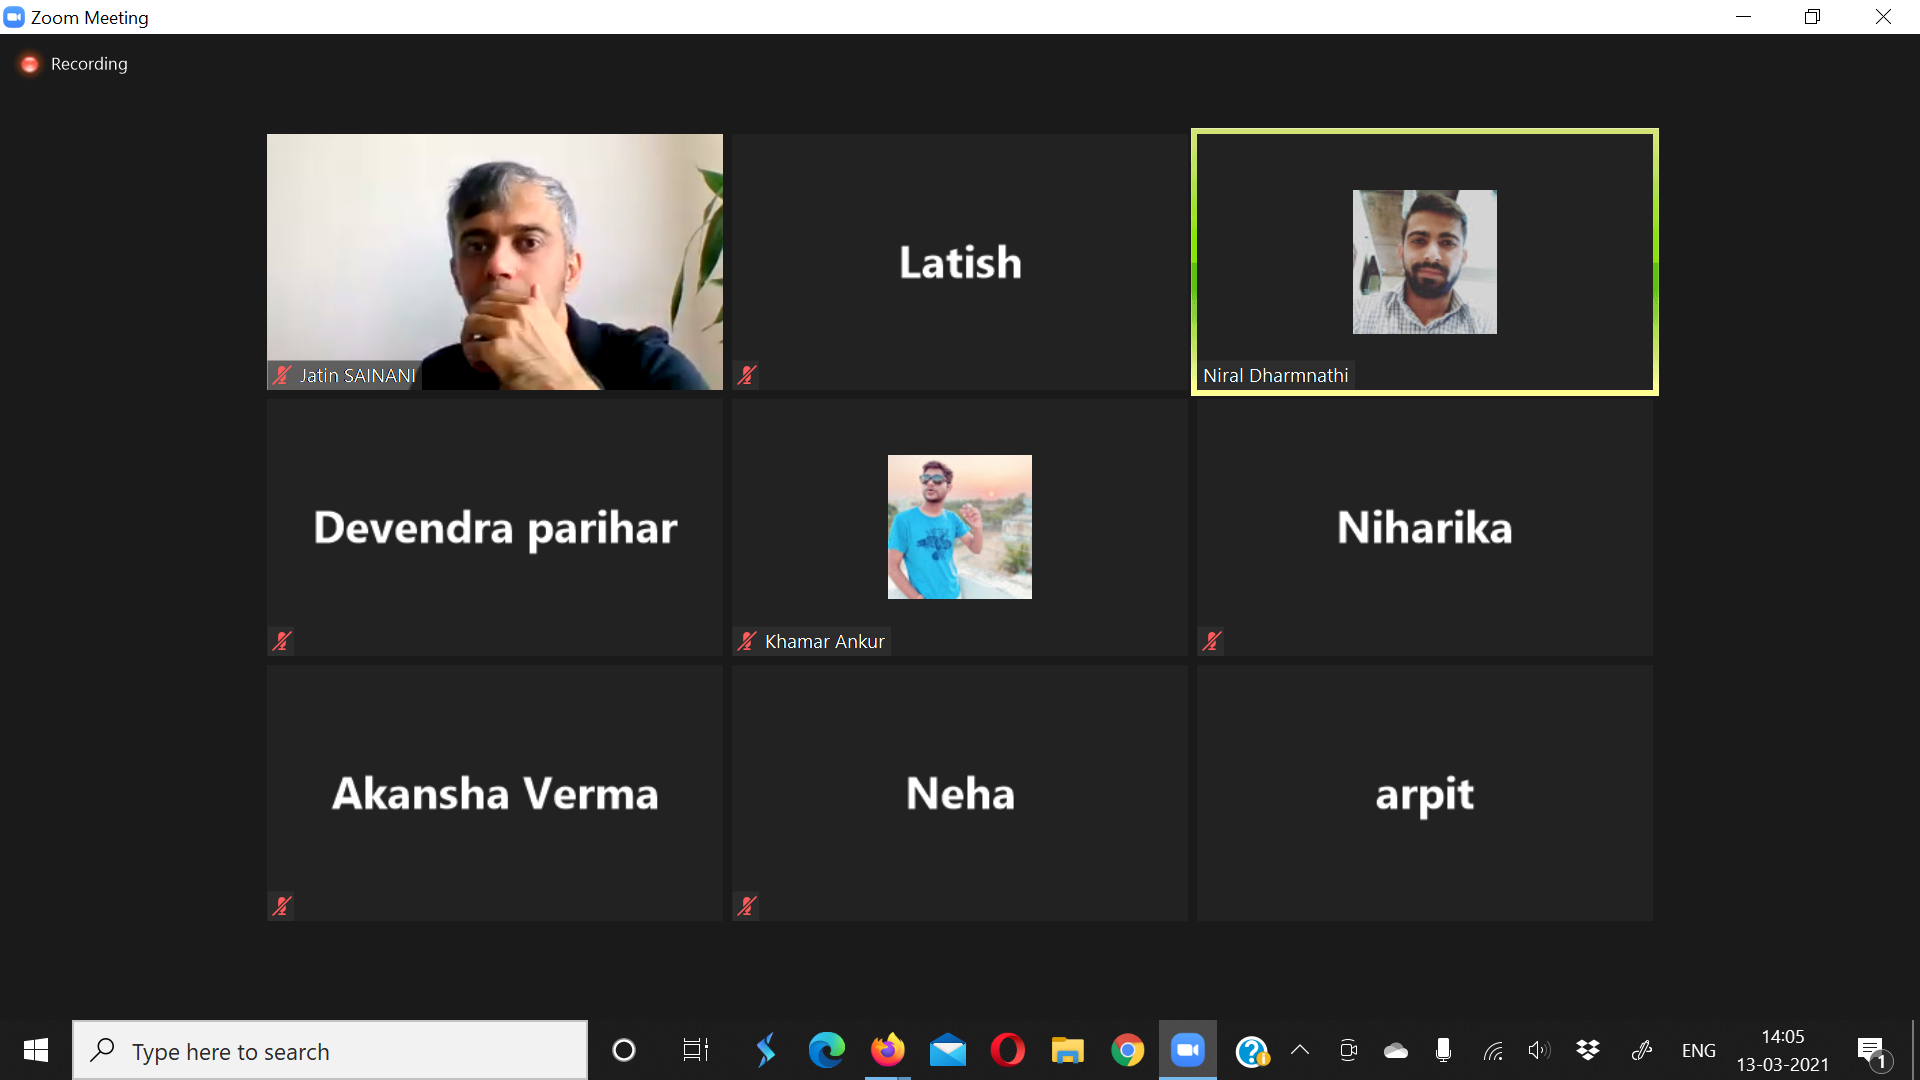 Zoom Meeting
Recording
Jatin SAINANI
Latish
Niral Dharmnathi
Devendra parihar
Khamar Ankur
Niharika
Akansha Verma
Neha
arpit
Type here to search
ENG
14:05
13-03-2021
1